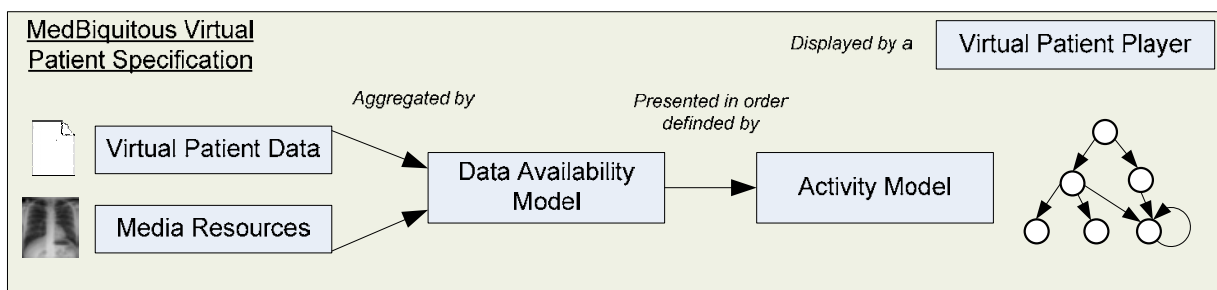 MedBiquitous Virtual
Patient Specification
Displayed by a
Virtual Patient Player
Aggregated by
Presented in order
definded by
Virtual Patient Data
Data Availability
Model
Activity Model
Media Resources